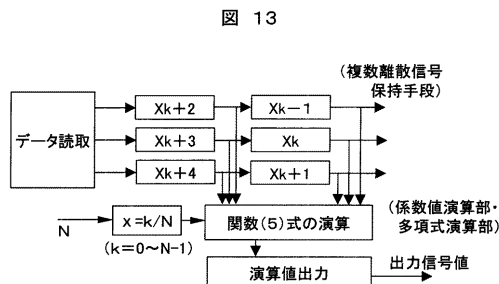 図 13
(複数離散信号
保持手段)
データ読取
Xk+2
Xk-1
Xk+3
Xk
Xk+4
Xk+1
N
x=k/N
(k=0~N-1)
関数(5)式の演算
(係数値演算部・
多項式演算部)
演算値出力
出力信号値